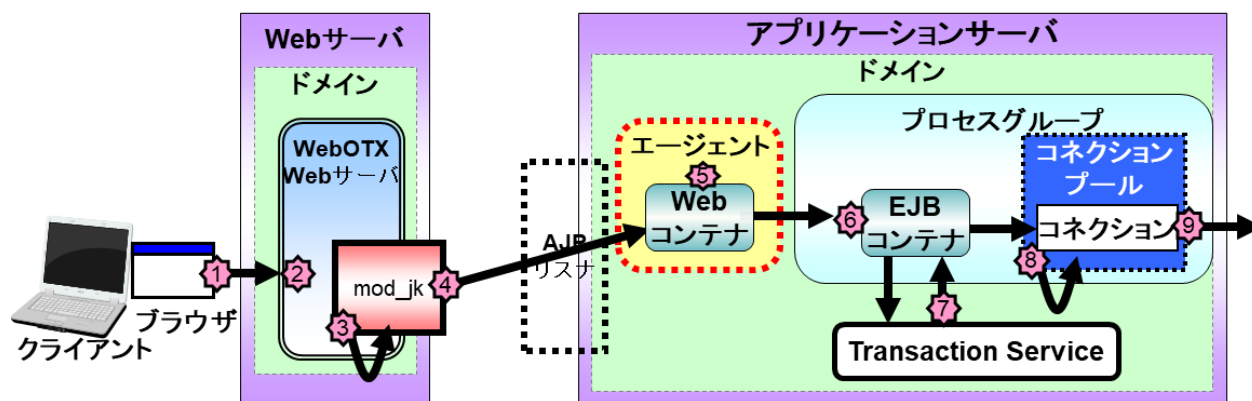 Webサーバ
アプリケーションサーバ
ドメイン
ドメイン
プロセスグループ
WebOTX
Webサーバ
エージェント
コネクション
プール
5
Web
コンテナ
6
EJB
コンテナ
コネクション
9
AJB
リスナ
1
2
mod_jk
4
8
3
7
ブラウザ
クライアント
Transaction Service